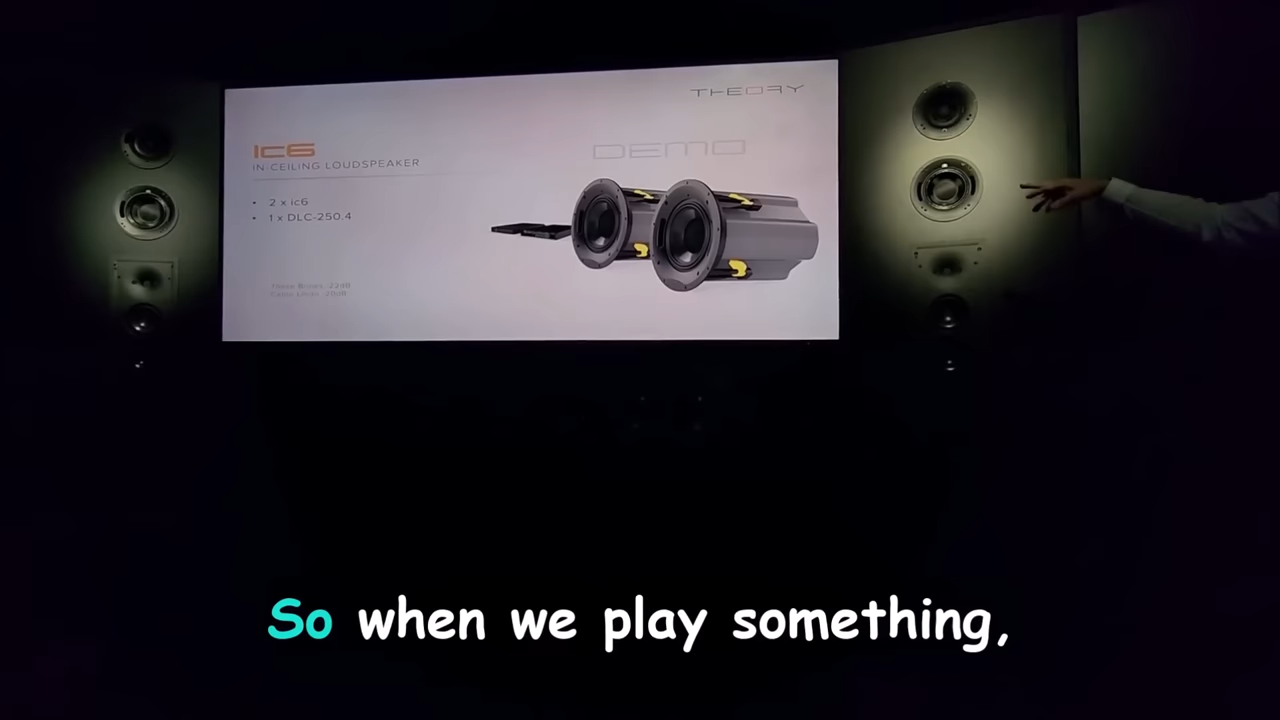 THEORY
ic6
IN-CEILING LOUDSPEAKER
DEMO
• 2 x ic6
• 1 x DLC-250.4
So when we play something,